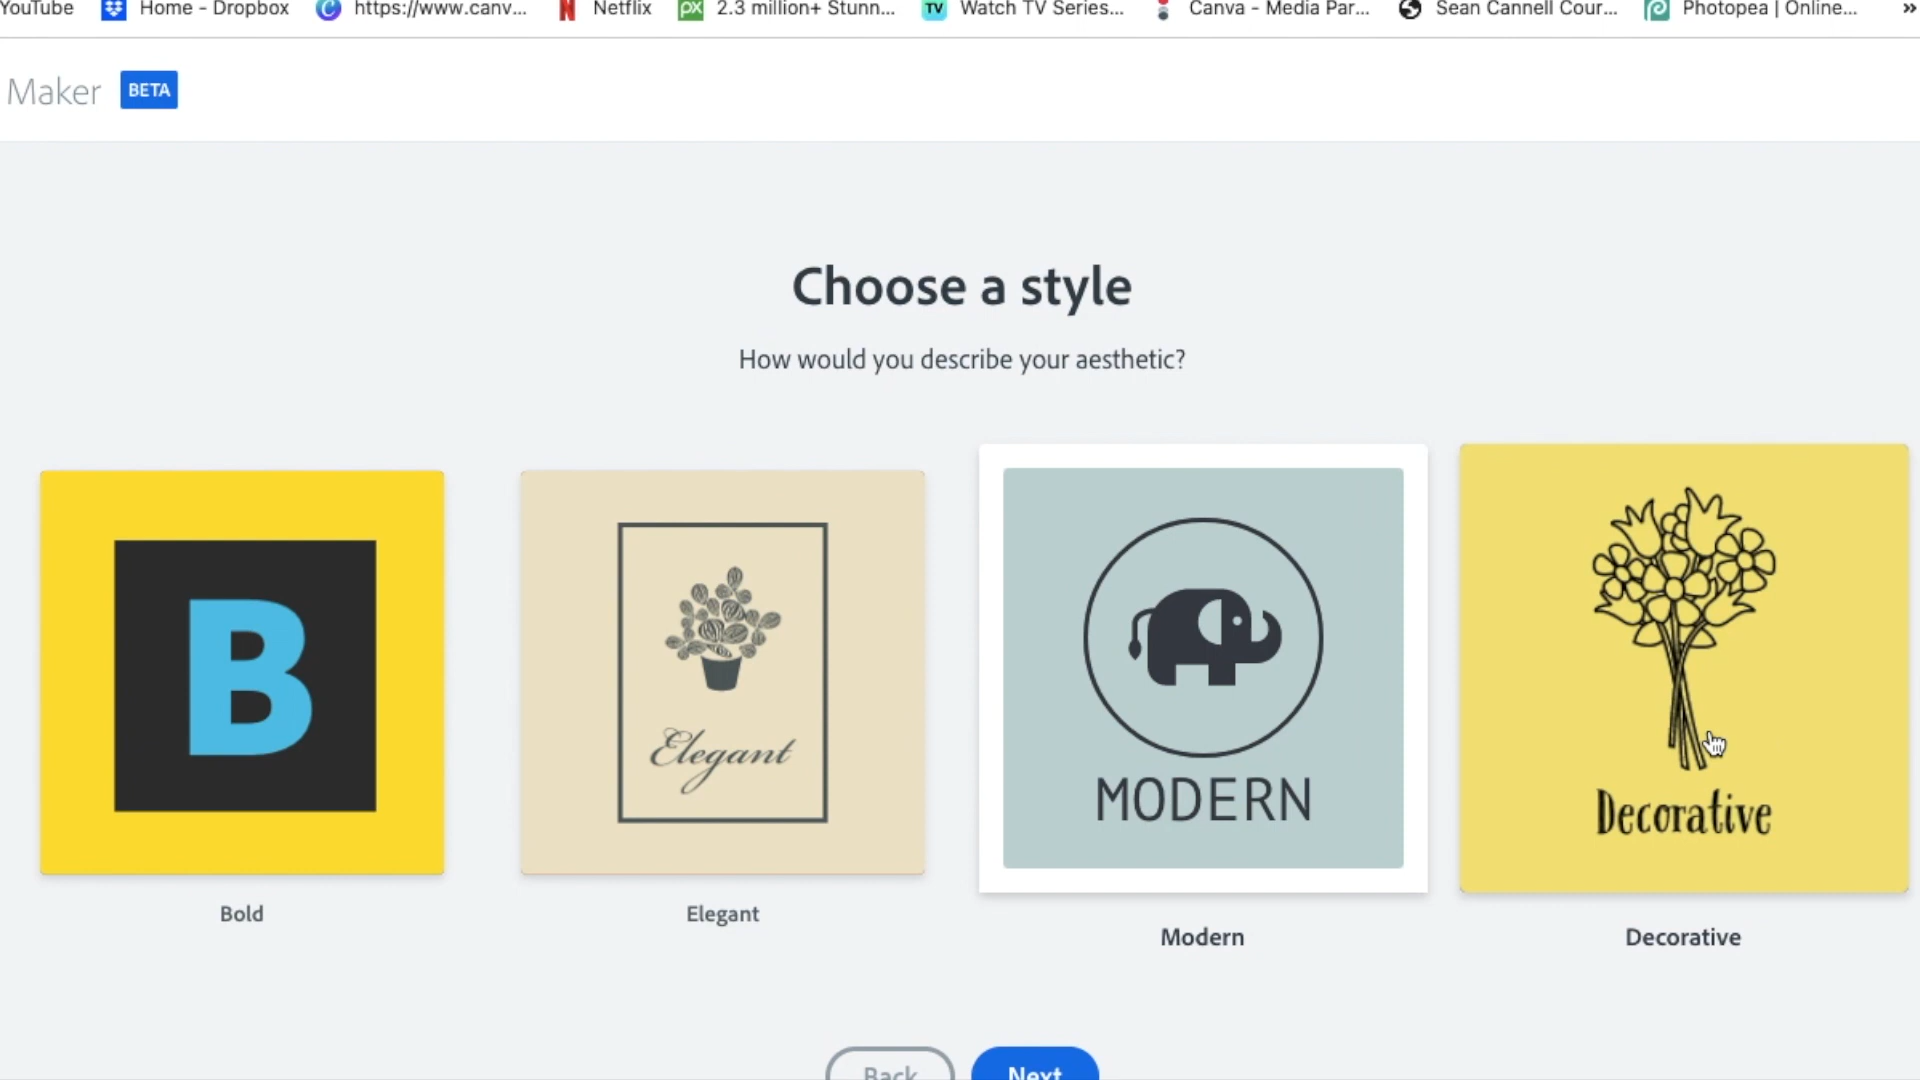 YouTube Home - Dropbox https://www.canv... N Netflix px 2.3 million+ Stunn... TV Watch TV Series... Canva - Media Par... Sean Cannell Cour... Photopea | Online... »
Maker BETA
Choose a style
How would you describe your aesthetic?
B
Elegant
MODERN
Decorative
Bold
Elegant
Modern
Decorative
Back Next